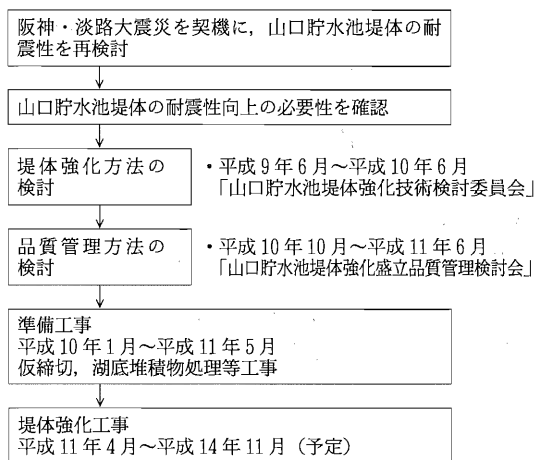 阪神・淡路大震災を契機に，山口貯水池堤体の耐
震性を再検討
山口貯水池堤体の耐震性向上の必要性を確認
堤体強化方法の
検討
・平成9年6月～平成10年6月
「山口貯水池堤体強化技術検討委員会」
品質管理方法の
検討
・平成10年10月～平成11年6月
「山口貯水池堤体強化盛立品質管理検討会」
準備工事
平成10年1月～平成11年5月
仮締切，湖底堆積物処理等工事
堤体強化工事
平成11年4月～平成14年11月（予定）